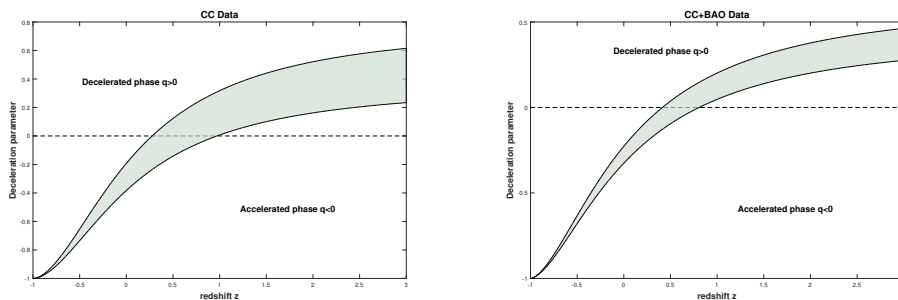 CC Data
0.8
0.6
Decelerated phase q>0
0.4
0.2
0
-0.2
-0.4
Accelerated phase q<0
-0.6
-0.8
-1
Deceleration parameter
-1 -0.5 0 0.5 1 1.5 2 2.5 3
redshift z
CC+BAO Data
0.5
Decelerated phase q>0
0
-0.5
Accelerated phase q<0
-1
Deceleration parameter
-1 -0.5 0 0.5 1 1.5 2 2.5 3
redshift z